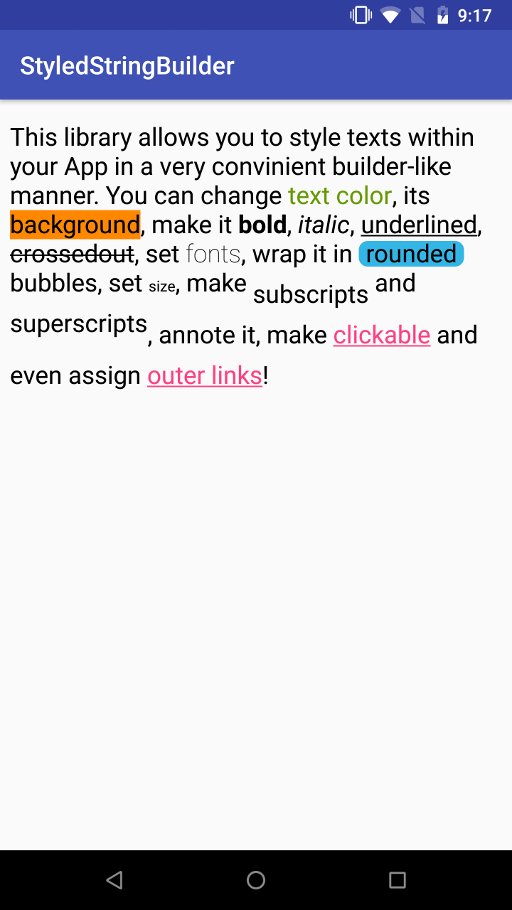 9:17
StyledStringBuilder
This library allows you to style texts within
your App in a very convinient builder-like
manner. You can change text color, its
background, make it bold, italic, underlined,
crossedout, set fonts, wrap it in rounded
bubbles, set size, make subscripts and
superscripts, annote it, make clickable and
even assign outer links!